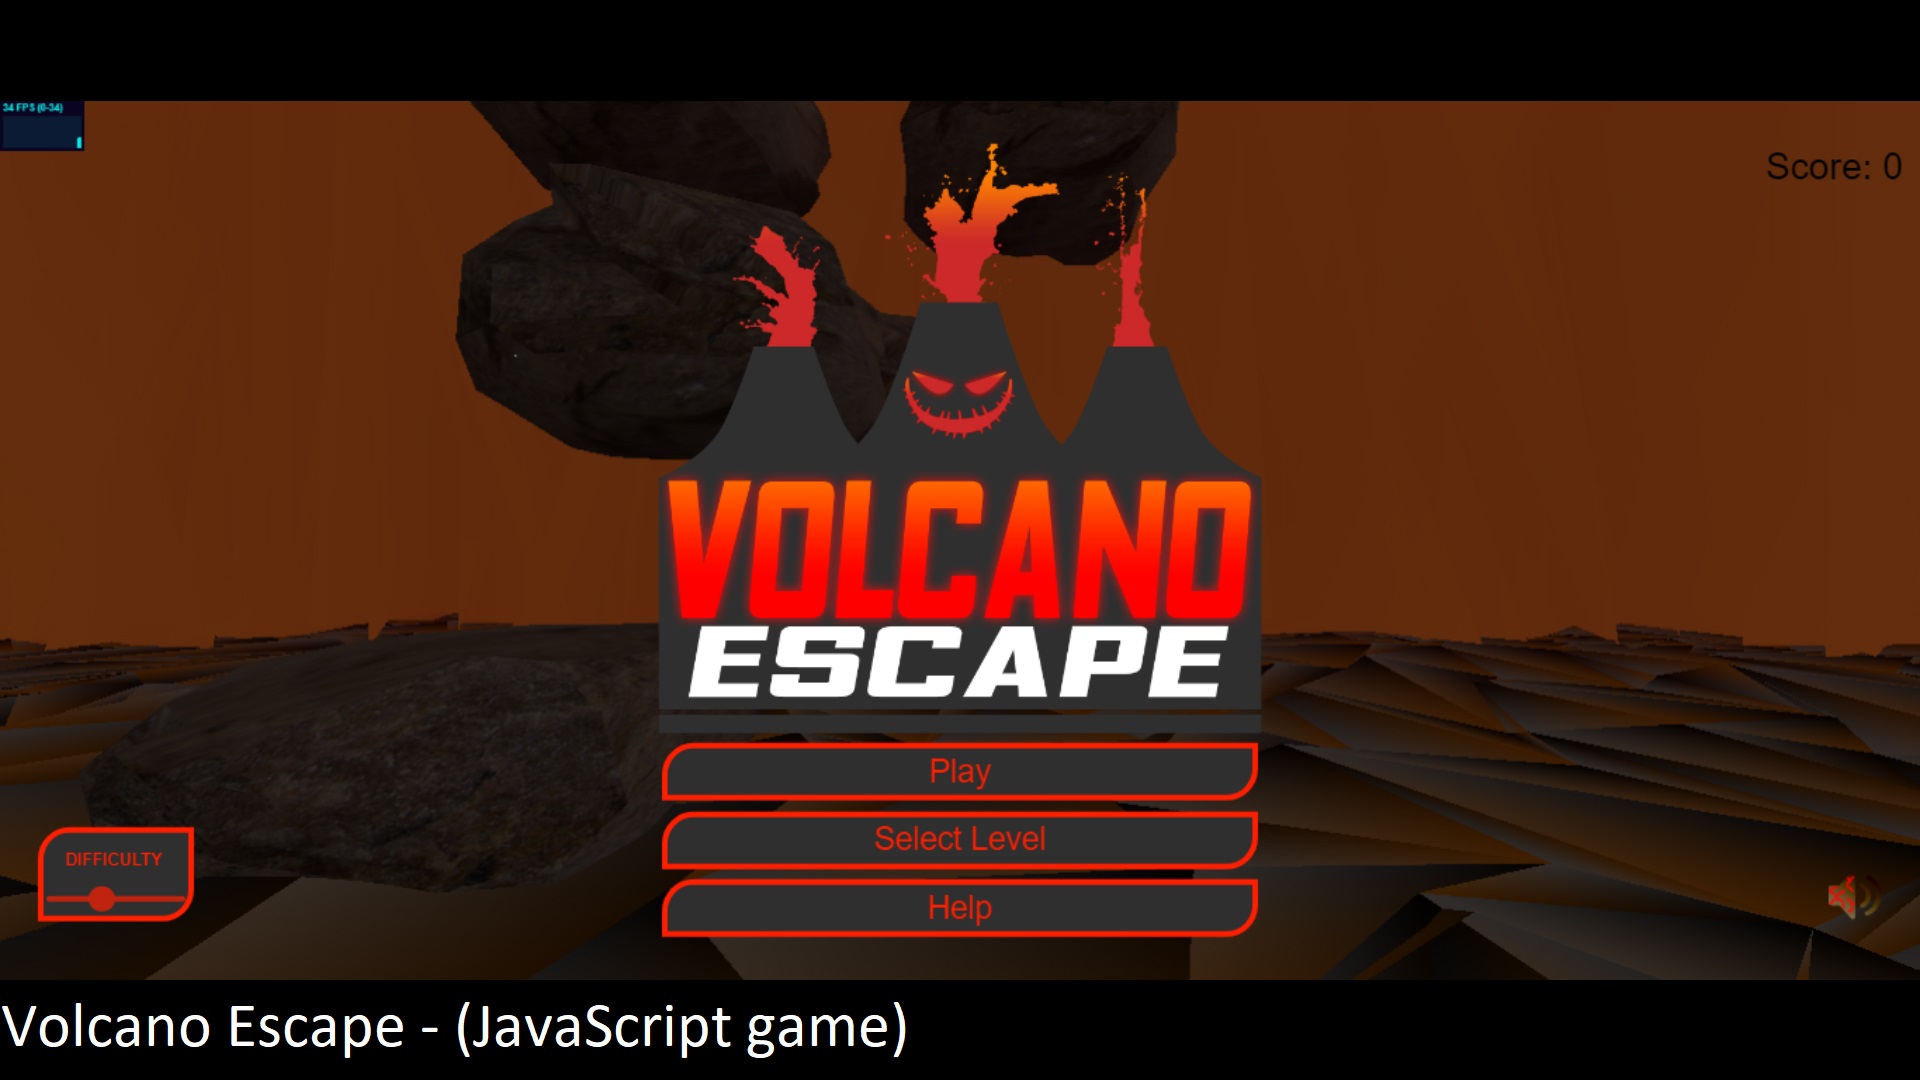 34 FPS (0-34)
Score: 0
VOLCANO
ESCAPE
Play
Select Level
Help
DIFFICULTY
Volcano Escape - (JavaScript game)